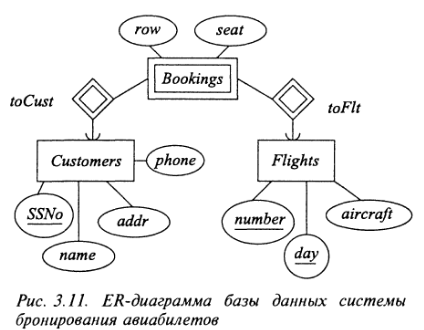 row
seat
Bookings
toCust
toFlt
Customers
phone
Flights
SSNo
addr
name
number
aircraft
day
Рис. 3.11. ER-диаграмма базы данных системы
бронирования авиабилетов